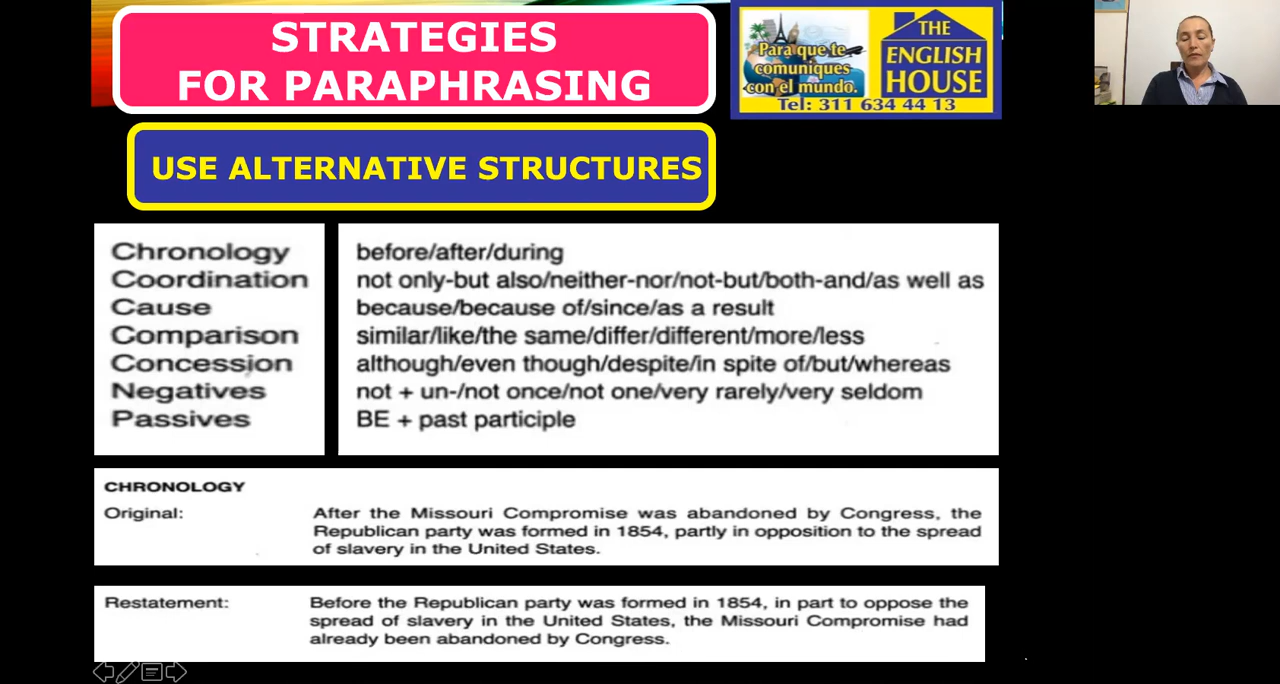 STRATEGIES
FOR PARAPHRASING
Para que te
comuniques
con el mundo.
THE
ENGLISH
HOUSE
Tel: 311 634 44 13
USE ALTERNATIVE STRUCTURES
Chronology before/after/during
Coordination not only-but also/neither-nor/not-but/both-and/as well as
Cause because/because of/since/as a result
Comparison similar/like/the same/differ/different/more/less
Concession although/even though/despite/in spite of/but/whereas
Negatives not + un-/not once/not one/very rarely/very seldom
Passives BE + past participle
CHRONOLOGY
Original: After the Missouri Compromise was abandoned by Congress, the
Republican party was formed in 1854, partly in opposition to the spread
of slavery in the United States.
Restatement: Before the Republican party was formed in 1854, in part to oppose the
spread of slavery in the United States, the Missouri Compromise had
already been abandoned by Congress.